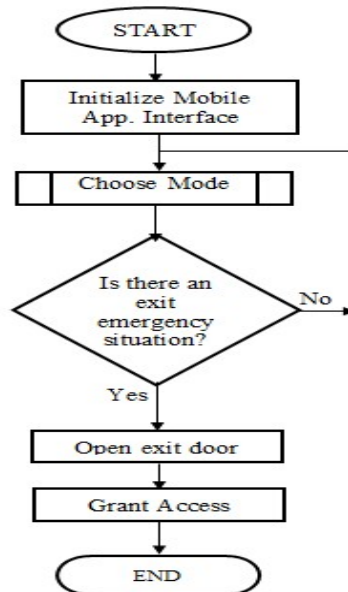 START
Initialize Mobile
App. Interface
Choose Mode
Is there an
exit
emergency
situation?
No
Yes
Open exit door
Grant Access
END